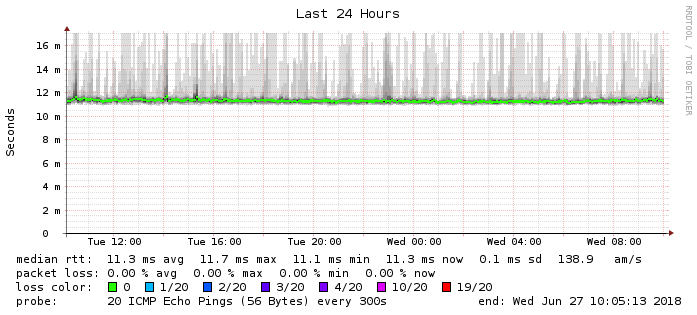 Last 24 Hours
RRDTOOL / TOBI OETIKER
Seconds
16 m
14 m
12 m
10 m
8 m
6 m
4 m
2 m
0
Tue 12:00 Tue 16:00 Tue 20:00 Wed 00:00 Wed 04:00 Wed 08:00
median rtt: 11.3 ms avg 11.7 ms max 11.1 ms min 11.3 ms now 0.1 ms sd 138.9 am/s
packet loss: 0.00 % avg 0.00 % max 0.00 % min 0.00 % now
loss color: 0 1/20 2/20 3/20 4/20 10/20 19/20
probe: 20 ICMP Echo Pings (56 Bytes) every 300s end: Wed Jun 27 10:05:13 2018